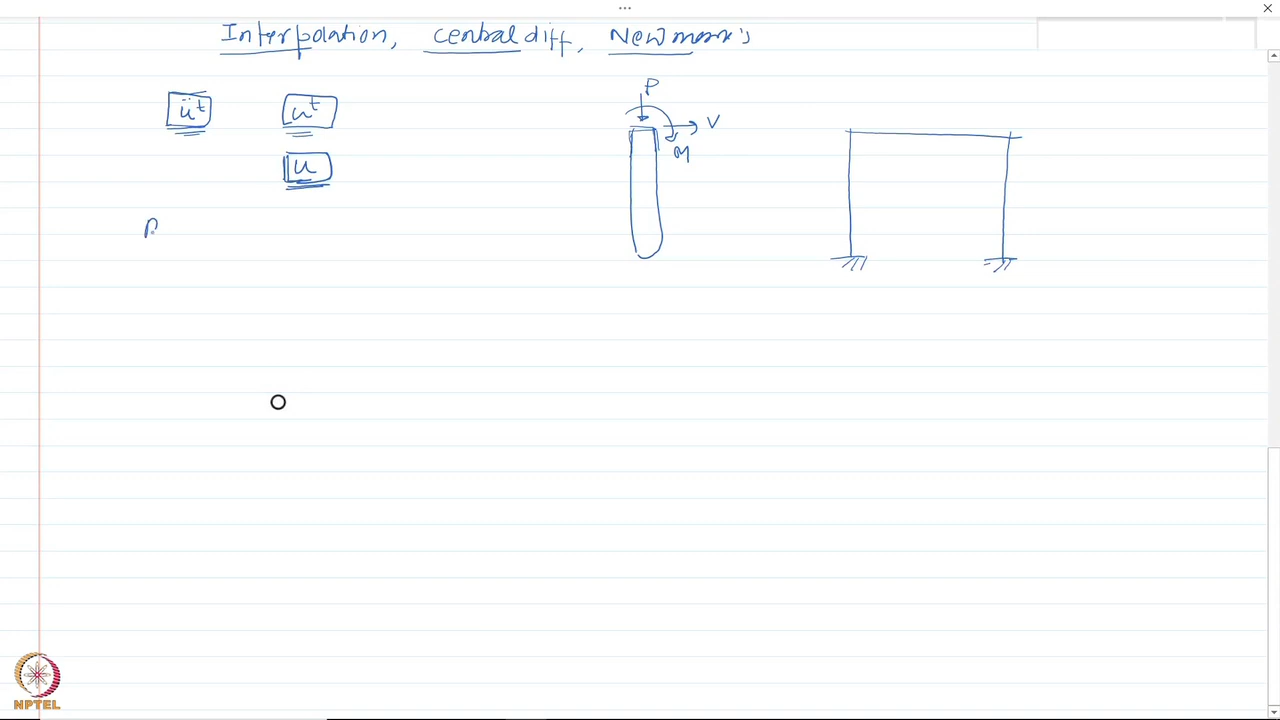 Interpolation, central diff, Newmark's
ü^t u^t
u
P
V
M
NPTEL